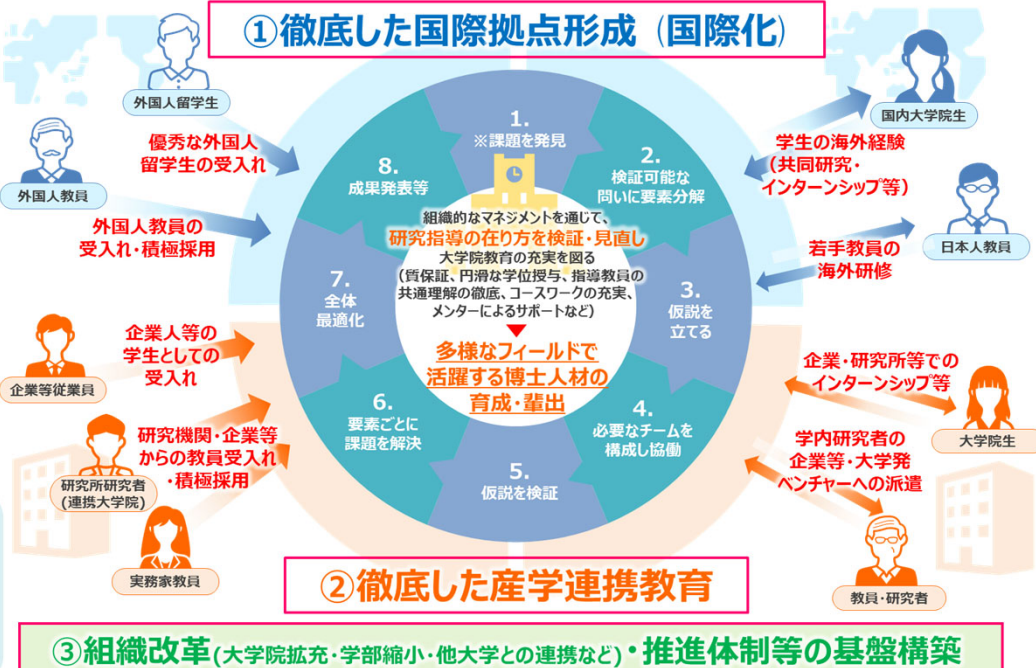 ①徹底した国際拠点形成（国際化）
外国人留学生
優秀な外国人
留学生の受入れ
外国人教員
外国人教員の
受入れ・積極採用
国内大学院生
学生の海外経験
（共同研究・
インターンシップ等）
日本人教員
若手教員の
海外研修
1.
※課題を発見
2.
検証可能な
問いに要素分解
3.
仮説を
立てる
4.
必要なチームを
構成し協働
5.
仮説を検証
6.
要素ごとに
課題を解決
7.
全体
最適化
8.
成果発表等
組織的なマネジメントを通じて、
研究指導の在り方を検証・見直し
大学院教育の充実を図る
（質保証、円滑な学位授与、指導教員の
共通理解の徹底、コースワークの充実、
メンターによるサポートなど）
多様なフィールドで
活躍する博士人材の
育成・輩出
企業等従業員
企業人等の
学生としての
受入れ
研究所研究者
(連携大学院)
研究機関・企業等
からの教員受入れ
・積極採用
実務家教員
企業・研究所等での
インターンシップ等
大学院生
学内研究者の
企業等・大学発
ベンチャーへの派遣
教員・研究者
②徹底した産学連携教育
③組織改革(大学院拡充・学部縮小・他大学との連携など)・推進体制等の基盤構築